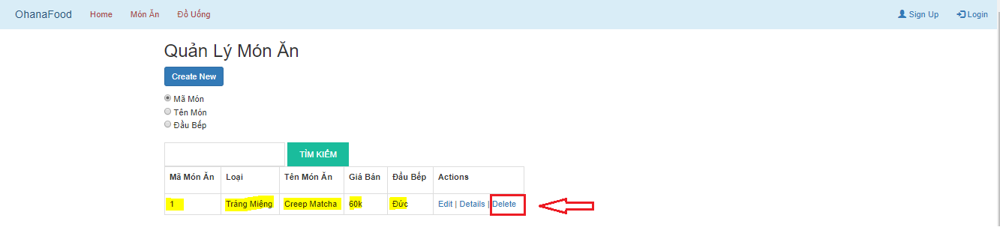 OhanaFood Home Món Ăn Đồ Uống Sign Up Login
Quản Lý Món Ăn
Create New
Mã Món
Tên Món
Đầu Bếp
TÌM KIẾM
Mã Món Ăn Loại Tên Món Ăn Giá Bán Đầu Bếp Actions
1 Tráng Miệng Creep Matcha 60k Đức Edit | Details | Delete